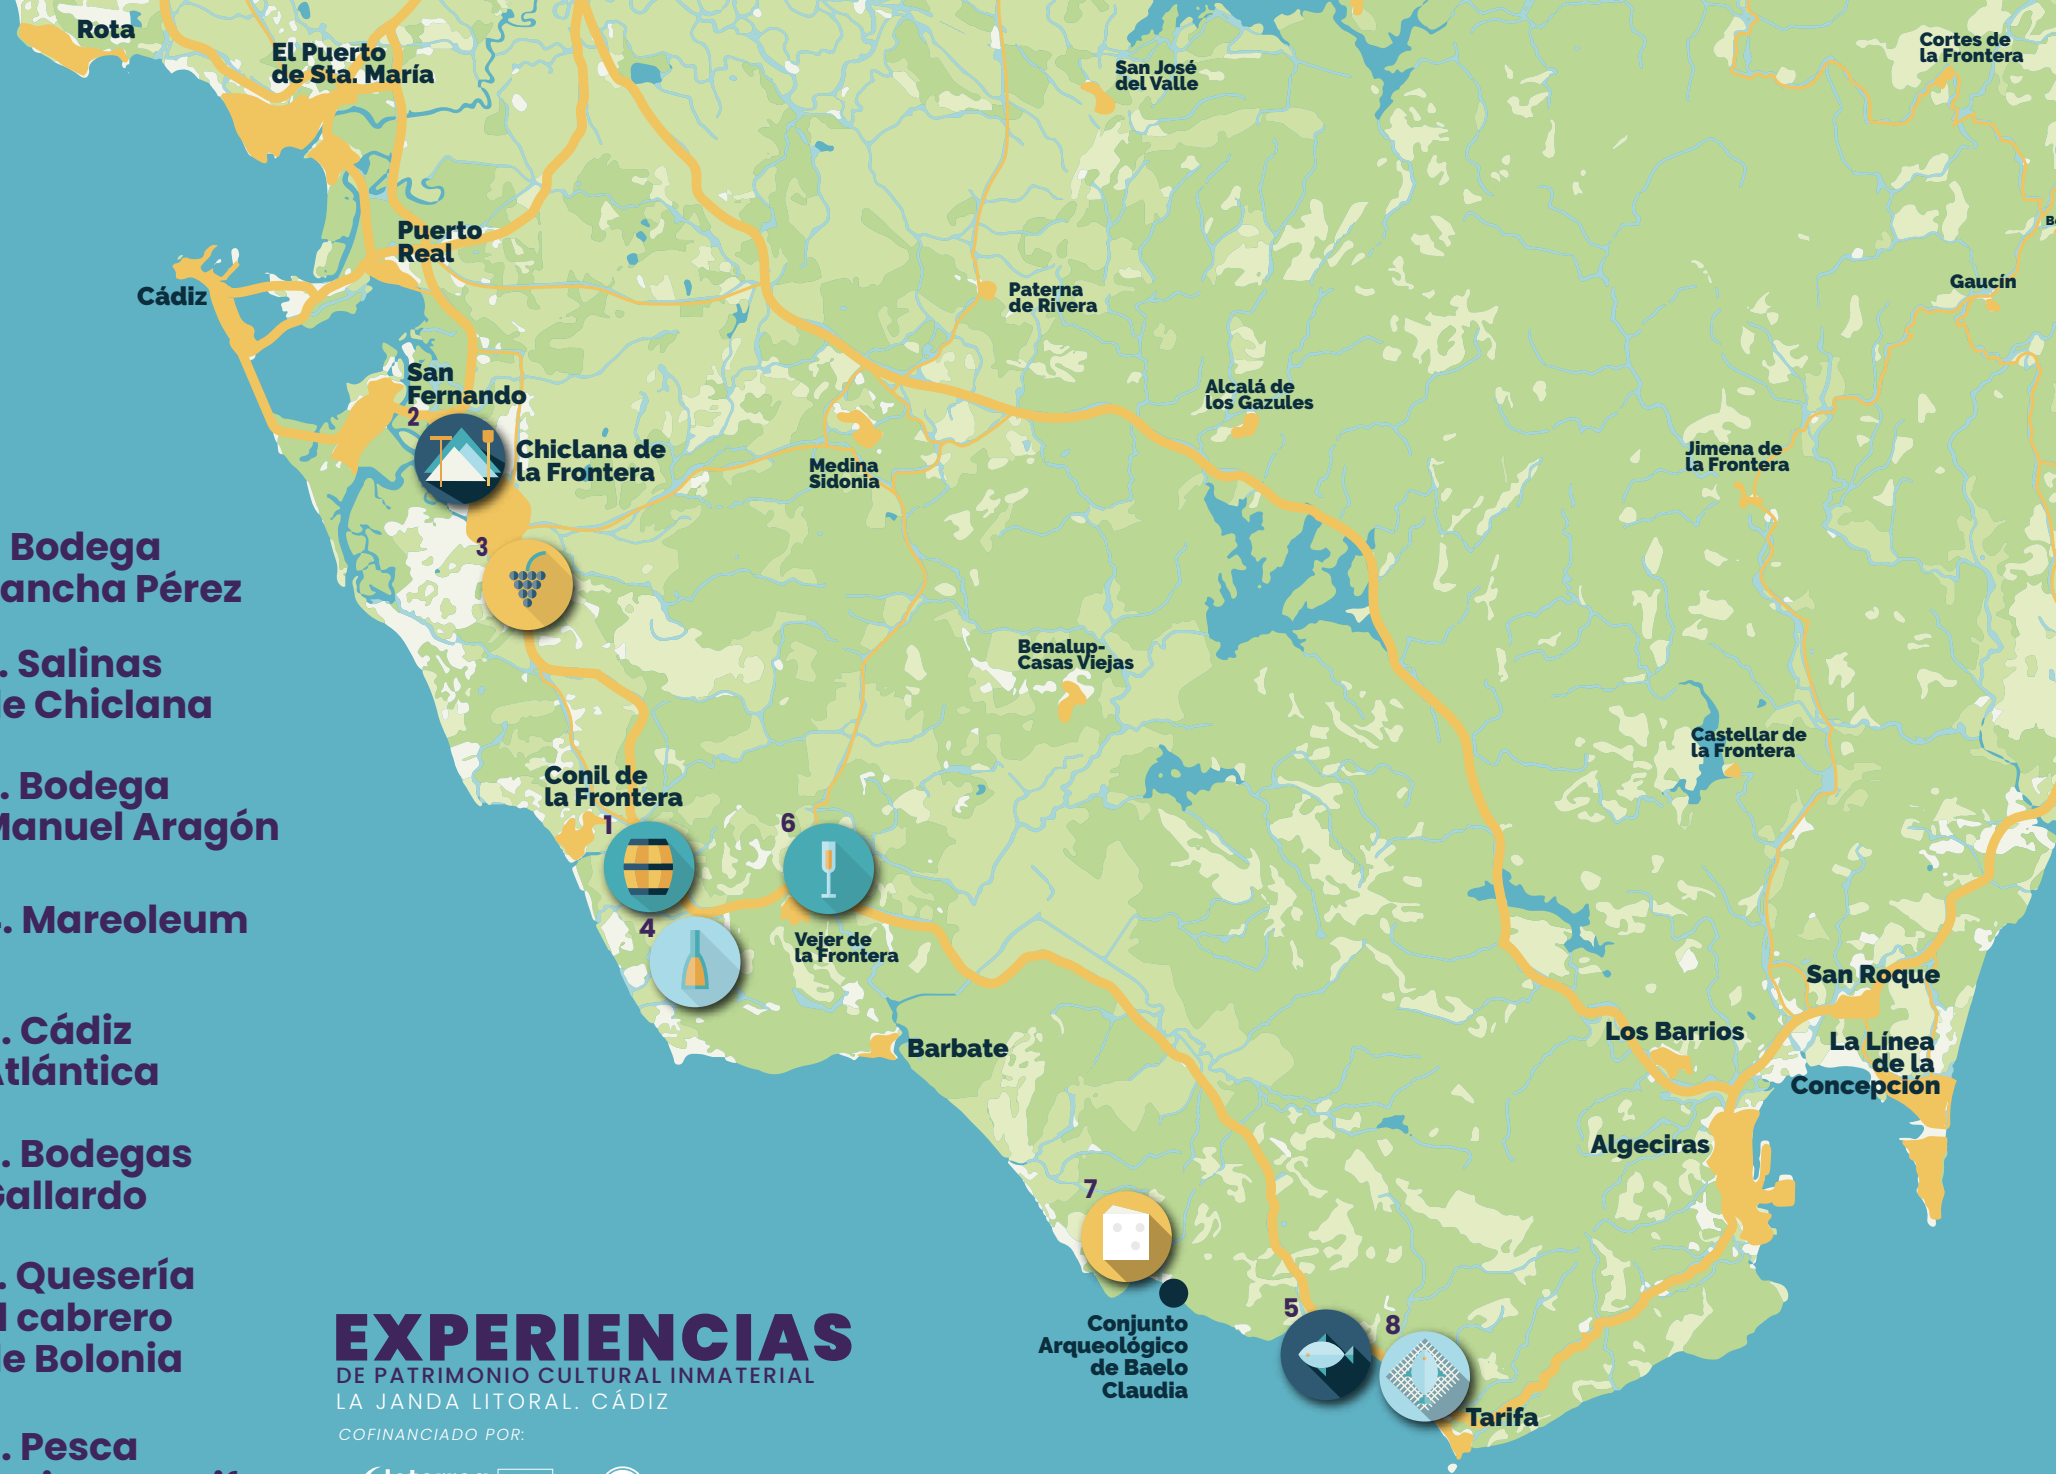 Rota
El Puerto
de Sta. María
San José
del Valle
Cortes de
la Frontera
Puerto
Real
Cádiz
Paterna
de Rivera
Gaucín
San
Fernando
2
Chiclana de
la Frontera
Alcalá de
los Gazules
Medina
Sidonia
Jimena de
la Frontera
3
Benalup-
Casas Viejas
Castellar de
la Frontera
Conil de
la Frontera
1
6
4
Vejer de
la Frontera
Barbate
San Roque
Los Barrios
La Línea
de la
Concepción
Algeciras
7
Conjunto
Arqueológico
de Baelo
Claudia
5
8
Tarifa
Bodega
ancha Pérez
. Salinas
de Chiclana
. Bodega
Manuel Aragón
. Mareoleum
. Cádiz
Atlántica
. Bodegas
Gallardo
. Quesería
l cabrero
de Bolonia
. Pesca
EXPERIENCIAS
DE PATRIMONIO CULTURAL INMATERIAL
LA JANDA LITORAL. CÁDIZ
COFINANCIADO POR: